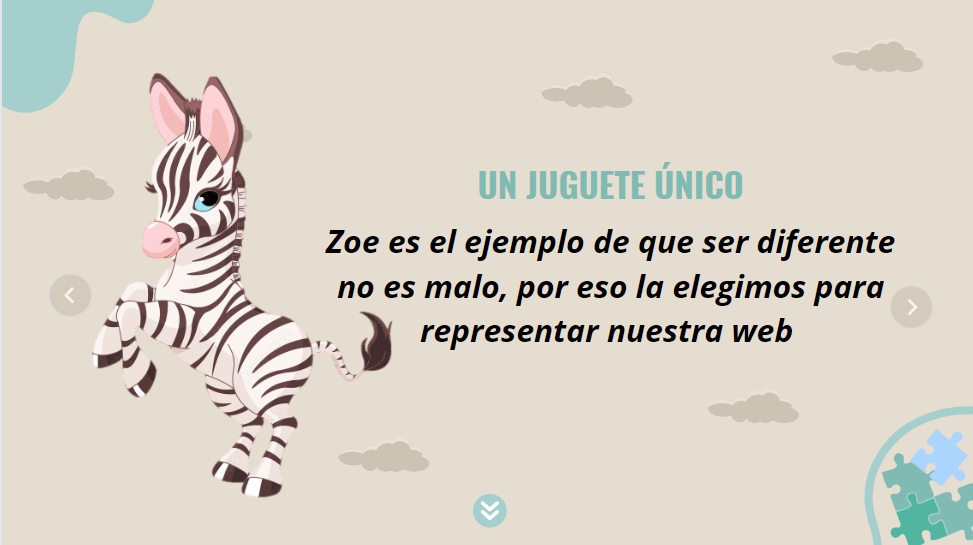 UN JUGUETE ÚNICO
Zoe es el ejemplo de que ser diferente
no es malo, por eso la elegimos para
representar nuestra web